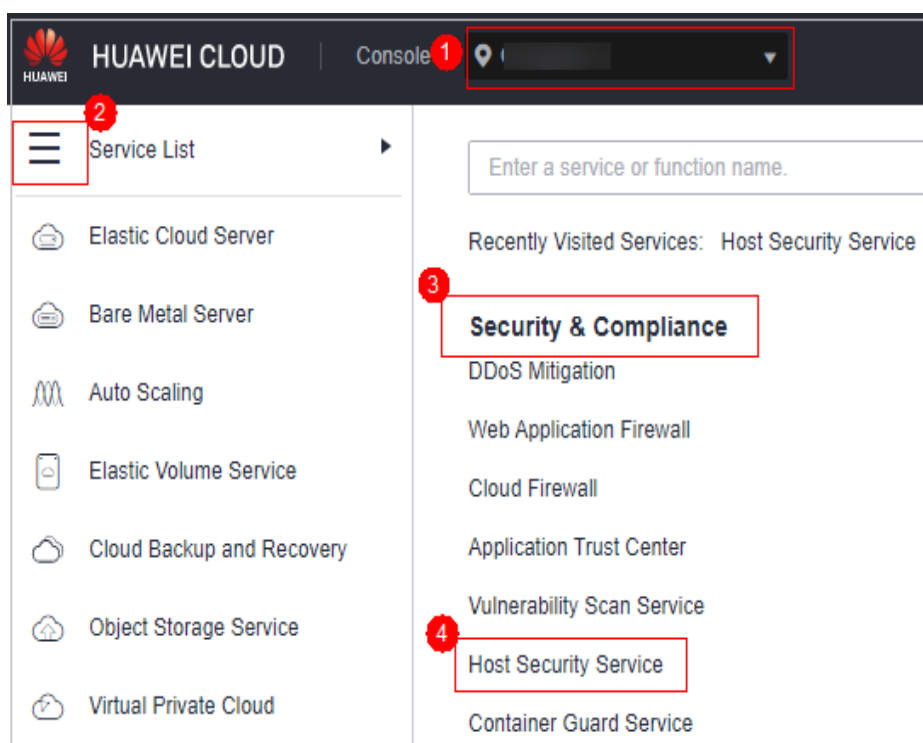 HUAWEI
HUAWEI CLOUD
Console
1
2
Service List
Elastic Cloud Server
Bare Metal Server
Auto Scaling
Elastic Volume Service
Cloud Backup and Recovery
Object Storage Service
Virtual Private Cloud
Enter a service or function name.
Recently Visited Services: Host Security Service
3
Security & Compliance
DDoS Mitigation
Web Application Firewall
Cloud Firewall
Application Trust Center
Vulnerability Scan Service
4
Host Security Service
Container Guard Service